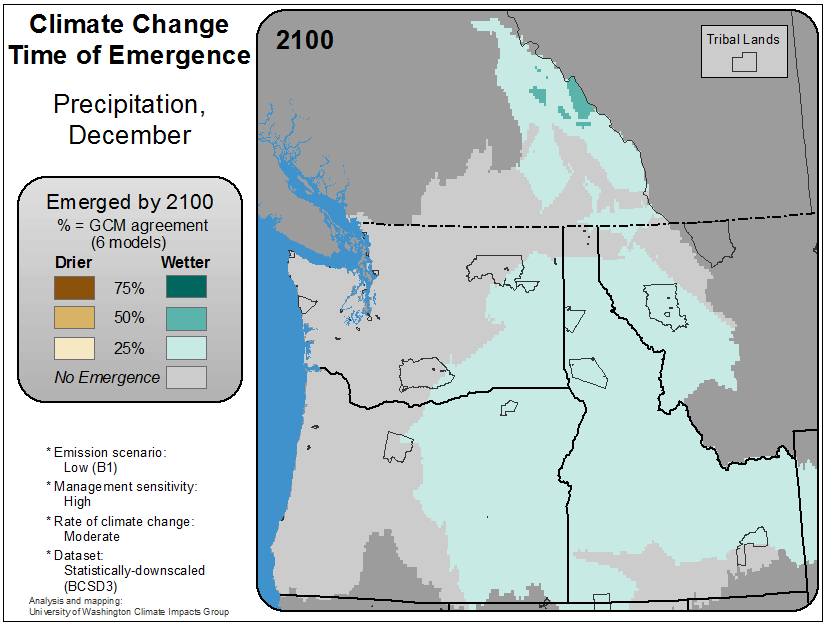 Climate Change
Time of Emergence
Precipitation,
December
Emerged by 2100
% = GCM agreement
(6 models)
Drier Wetter
75%
50%
25%
No Emergence
* Emission scenario:
Low (B1)
* Management sensitivity:
High
* Rate of climate change:
Moderate
* Dataset:
Statistically-downscaled
(BCSD3)
Analysis and mapping:
University of Washington Climate Impacts Group
2100
Tribal Lands